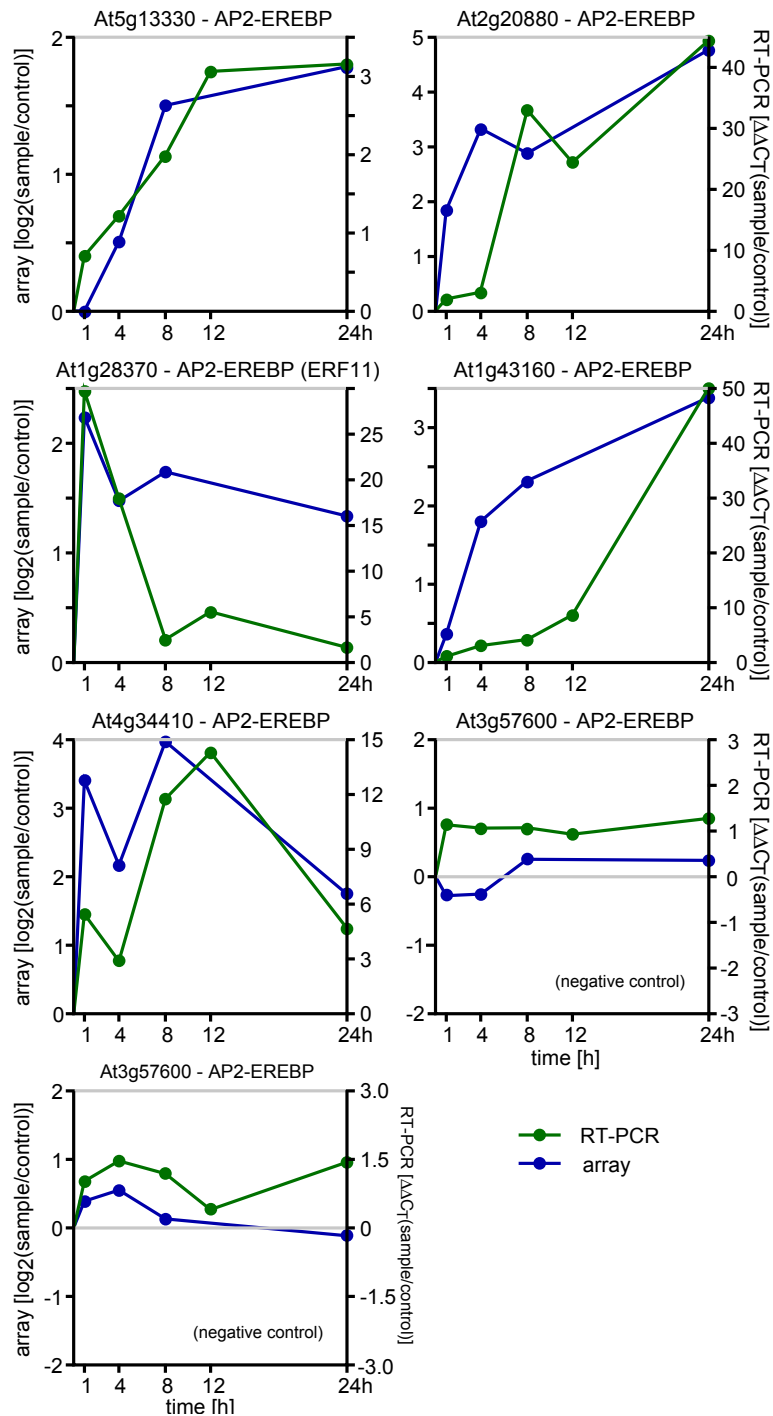 At5g13330 - AP2-EREBP
array [log2(sample/control)]
2
1
0
3
2
1
0
1 4 8 12 24h
At2g20880 - AP2-EREBP
5
4
3
2
1
0
40
30
20
10
0
RT-PCR [ΔΔCT(sample/control)]
1 4 8 12 24h
At1g28370 - AP2-EREBP (ERF11)
array [log2(sample/control)]
2
1
0
25
20
15
10
5
0
1 4 8 12 24h
At1g43160 - AP2-EREBP
3
2
1
0
50
40
30
20
10
0
RT-PCR [ΔΔCT(sample/control)]
1 4 8 12 24h
At4g34410 - AP2-EREBP
array [log2(sample/control)]
4
3
2
1
0
15
12
9
6
3
0
1 4 8 12 24h
At3g57600 - AP2-EREBP
2
1
0
-1
-2
3
2
1
0
-1
-2
-3
RT-PCR [ΔΔCT(sample/control)]
(negative control)
1 4 8 12 24h
time [h]
At3g57600 - AP2-EREBP
array [log2(sample/control)]
2
1
0
-1
-2
3.0
1.5
0
-1.5
-3.0
RT-PCR [ΔΔCT(sample/control)]
(negative control)
1 4 8 12 24h
time [h]
RT-PCR
array